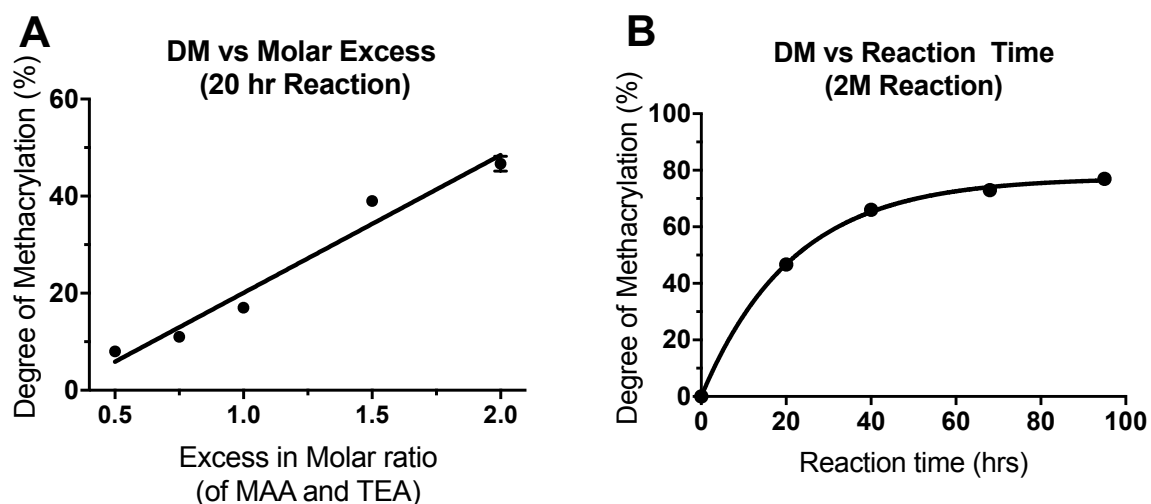 A
DM vs Molar Excess
(20 hr Reaction)
Degree of Methacrylation (%)
60
40
20
0
0.5
1.0
1.5
2.0
Excess in Molar ratio
(of MAA and TEA)
B
DM vs Reaction Time
(2M Reaction)
Degree of Methacrylation (%)
100
80
60
40
20
0
0
20
40
60
80
100
Reaction time (hrs)